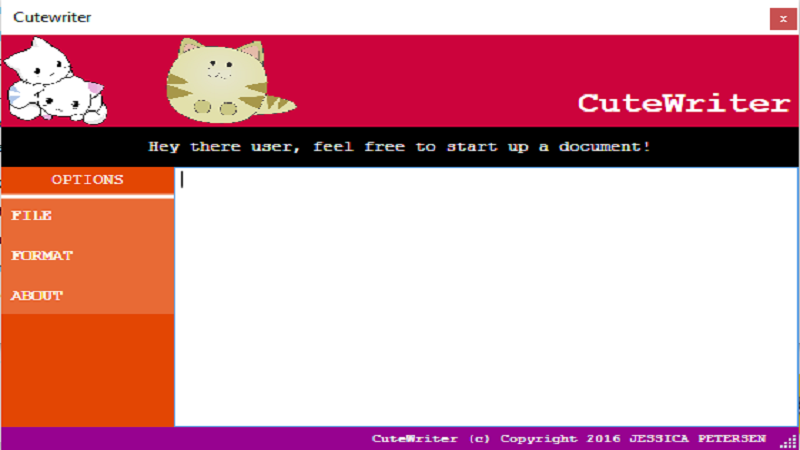 Cutewriter
x
CuteWriter
Hey there user, feel free to start up a document!
OPTIONS
FILE
FORMAT
ABOUT
CuteWriter (c) Copyright 2016 JESSICA PETERSEN